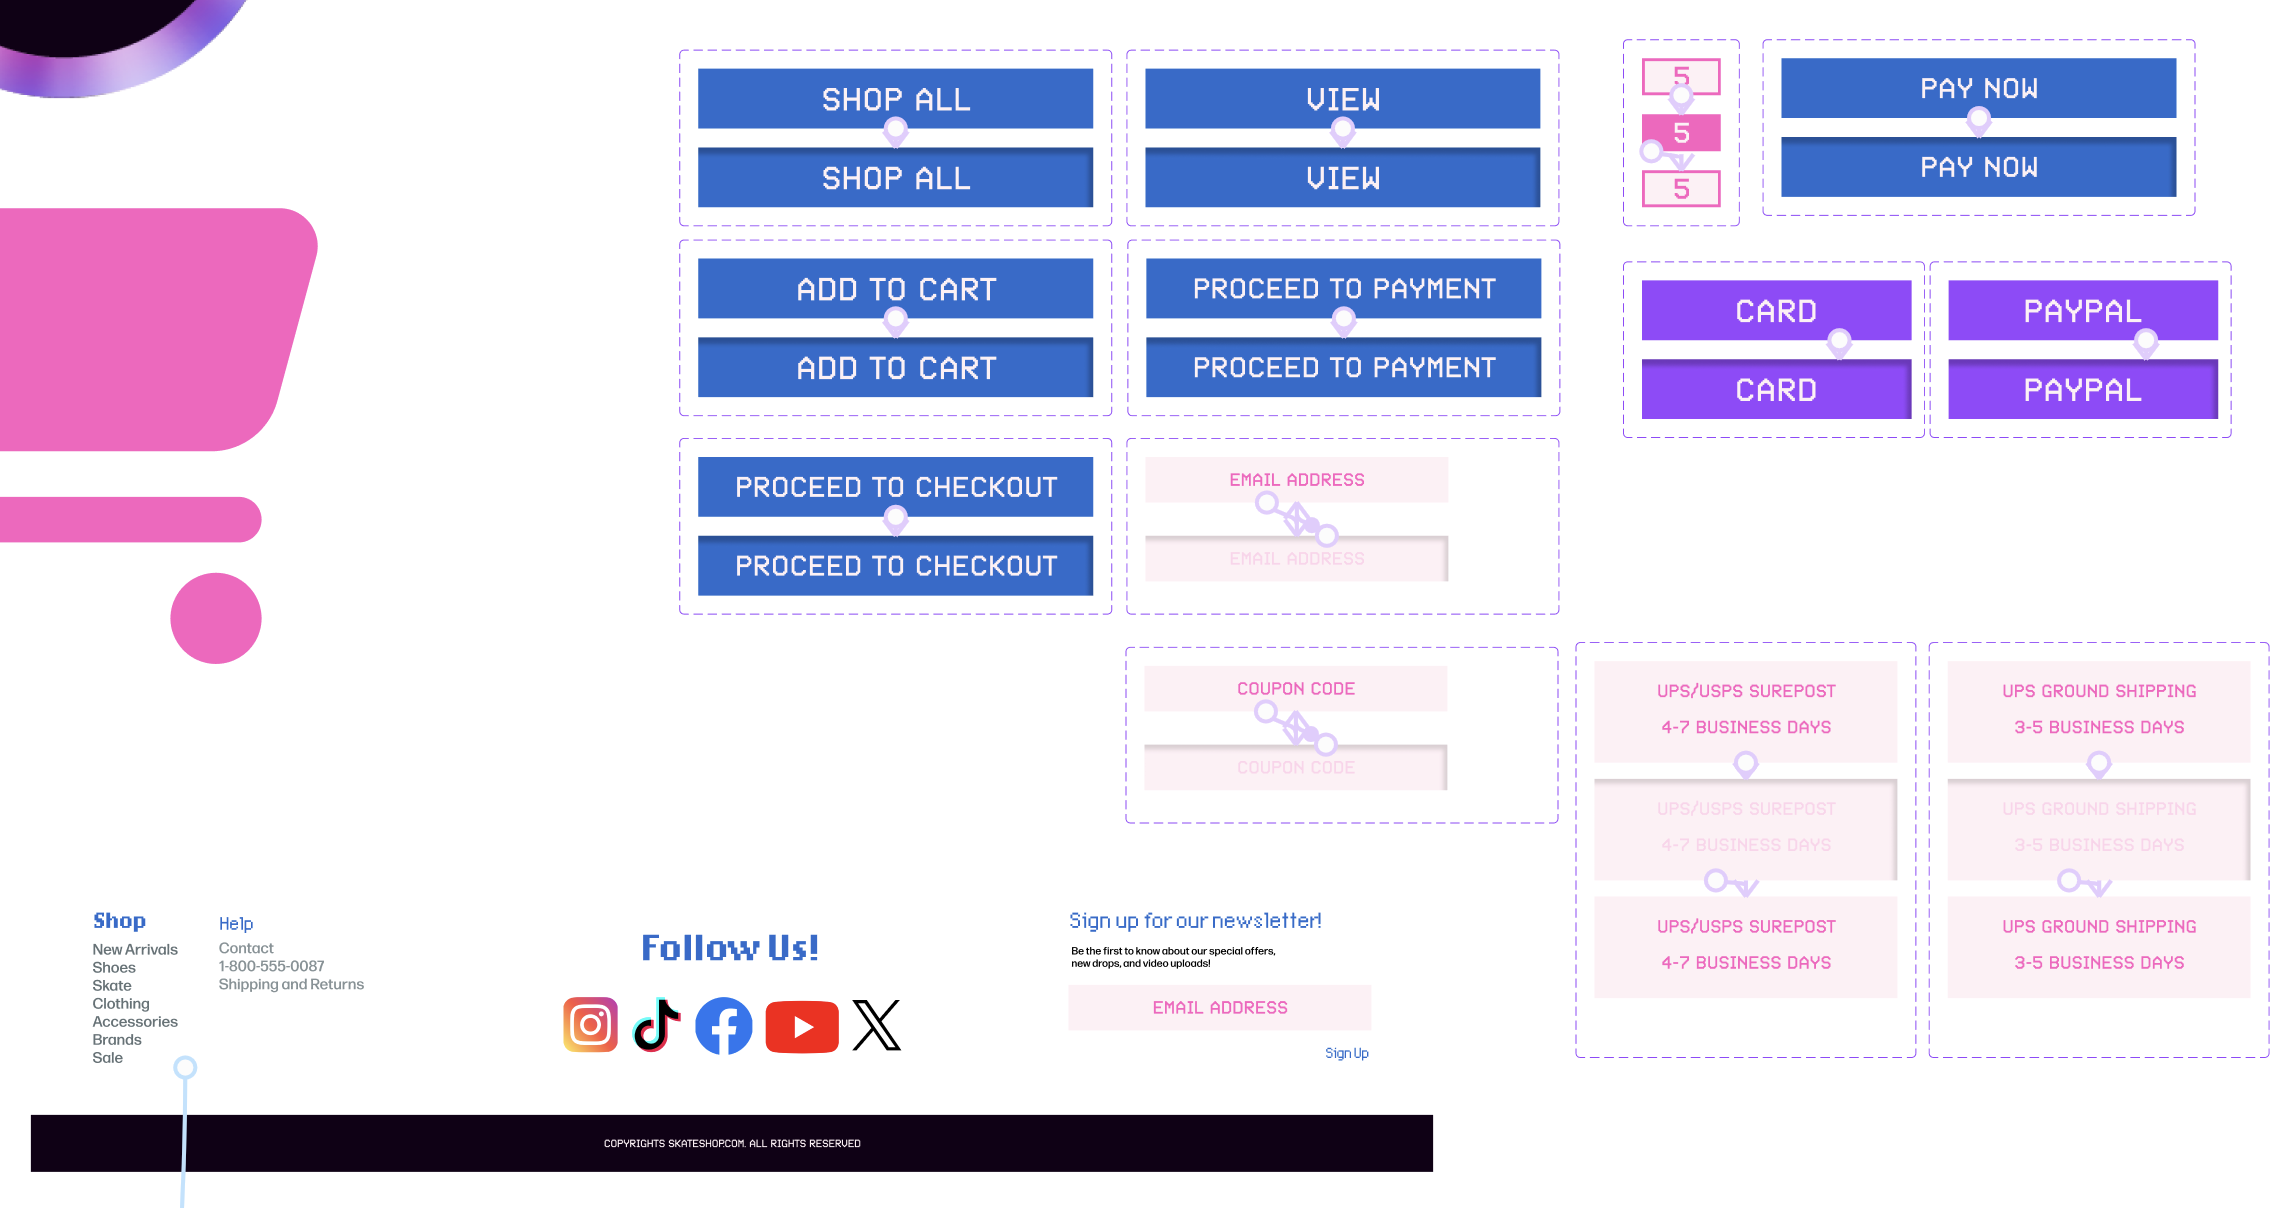 SHOP ALL
SHOP ALL
VIEW
VIEW
5
5
5
PAY NOW
PAY NOW
ADD TO CART
ADD TO CART
PROCEED TO PAYMENT
PROCEED TO PAYMENT
CARD
CARD
PAYPAL
PAYPAL
PROCEED TO CHECKOUT
PROCEED TO CHECKOUT
EMAIL ADDRESS
EMAIL ADDRESS
COUPON CODE
COUPON CODE
UPS/USPS SUREPOST
4-7 BUSINESS DAYS
UPS/USPS SUREPOST
4-7 BUSINESS DAYS
UPS/USPS SUREPOST
4-7 BUSINESS DAYS
UPS GROUND SHIPPING
3-5 BUSINESS DAYS
UPS GROUND SHIPPING
3-5 BUSINESS DAYS
UPS GROUND SHIPPING
3-5 BUSINESS DAYS
Shop
New Arrivals
Shoes
Skate
Clothing
Accessories
Brands
Sale
Help
Contact
1-800-555-0087
Shipping and Returns
Follow Us!
Sign up for our newsletter!
Be the first to know about our special offers,
new drops, and video uploads!
EMAIL ADDRESS
Sign Up
COPYRIGHTS SKATESHOP.COM. ALL RIGHTS RESERVED